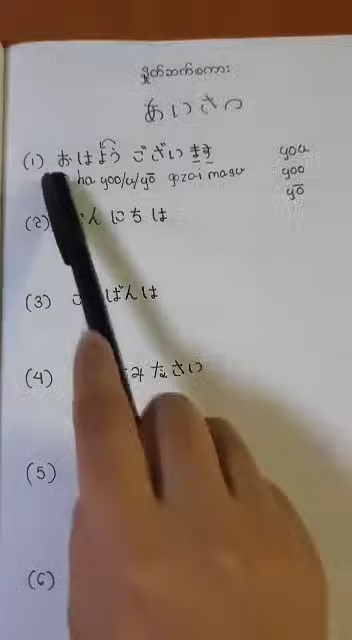 နှုတ်ဆက်စကား
あいさつ
(1) おはよう ございます you
ha yoo/u/yō gozai masu yoo
yō
(2) んにちは
(3) ばんは
(4) みなさい
(5)
(6)